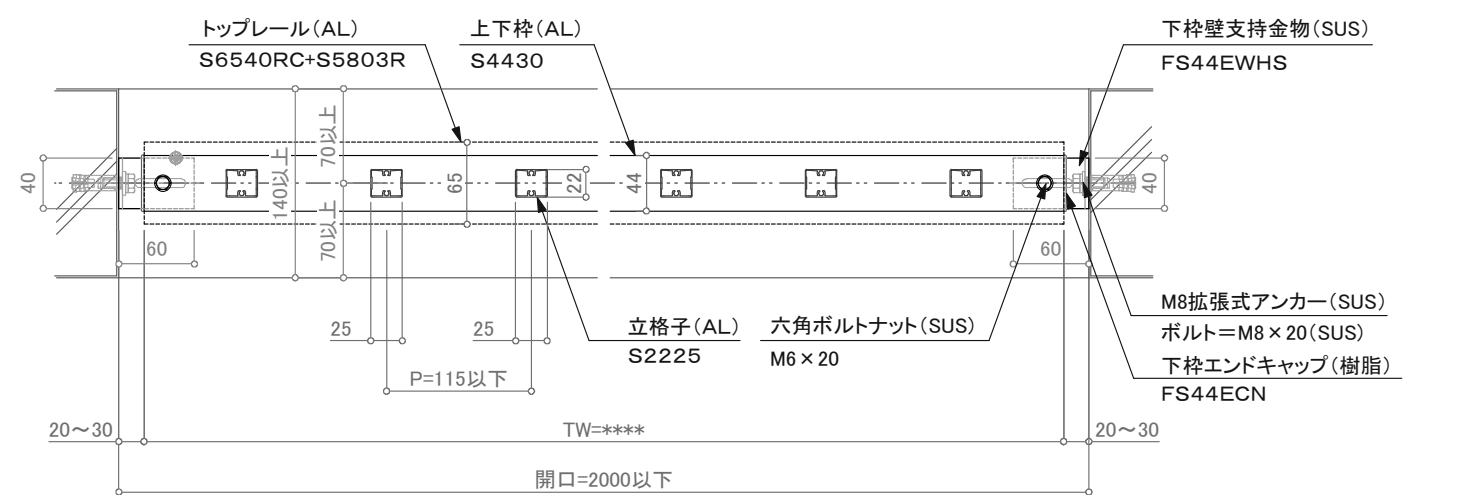 トップレール（AL）
S6540RC+S5803R
上下枠（AL）
S4430
下枠壁支持金物（SUS）
FS44EWHS
70以上
140以上
70以上
40
65
22
44
40
60
60
25
25
立格子（AL）
S2225
六角ボルトナット（SUS）
M6×20
M8拡張式アンカー（SUS）
ボルト＝M8×20（SUS）
下枠エンドキャップ（樹脂）
FS44ECN
P=115以下
20～30
TW=****
20～30
開口=2000以下